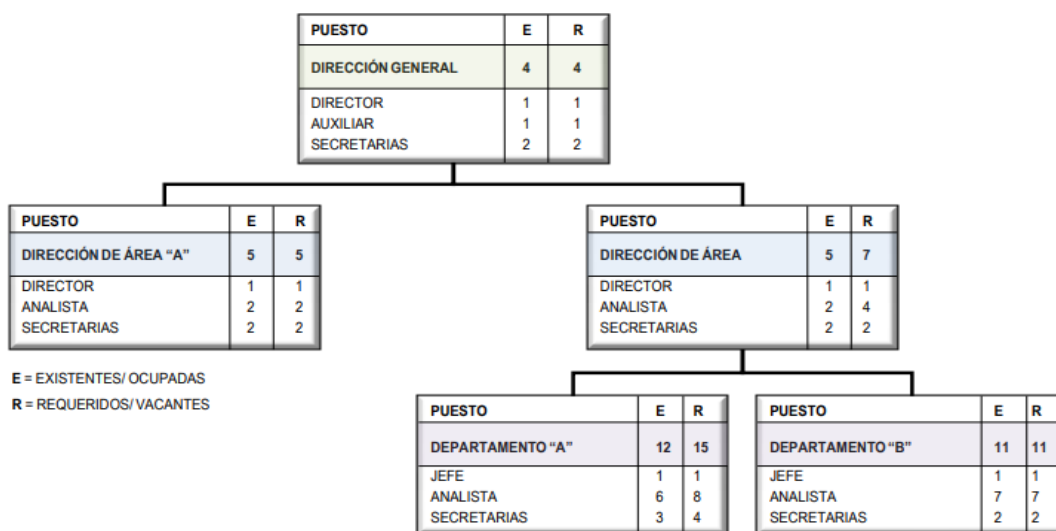 PUESTO E R
DIRECCIÓN GENERAL 4 4
DIRECTOR 1 1
AUXILIAR 1 1
SECRETARIAS 2 2
PUESTO E R
DIRECCIÓN DE ÁREA “A” 5 5
DIRECTOR 1 1
ANALISTA 2 2
SECRETARIAS 2 2
PUESTO E R
DIRECCIÓN DE ÁREA 5 7
DIRECTOR 1 1
ANALISTA 2 4
SECRETARIAS 2 2
E = EXISTENTES/ OCUPADAS
R = REQUERIDOS/ VACANTES
PUESTO E R
DEPARTAMENTO “A” 12 15
JEFE 1 1
ANALISTA 6 8
SECRETARIAS 3 4
PUESTO E R
DEPARTAMENTO “B” 11 11
JEFE 1 1
ANALISTA 7 7
SECRETARIAS 2 2